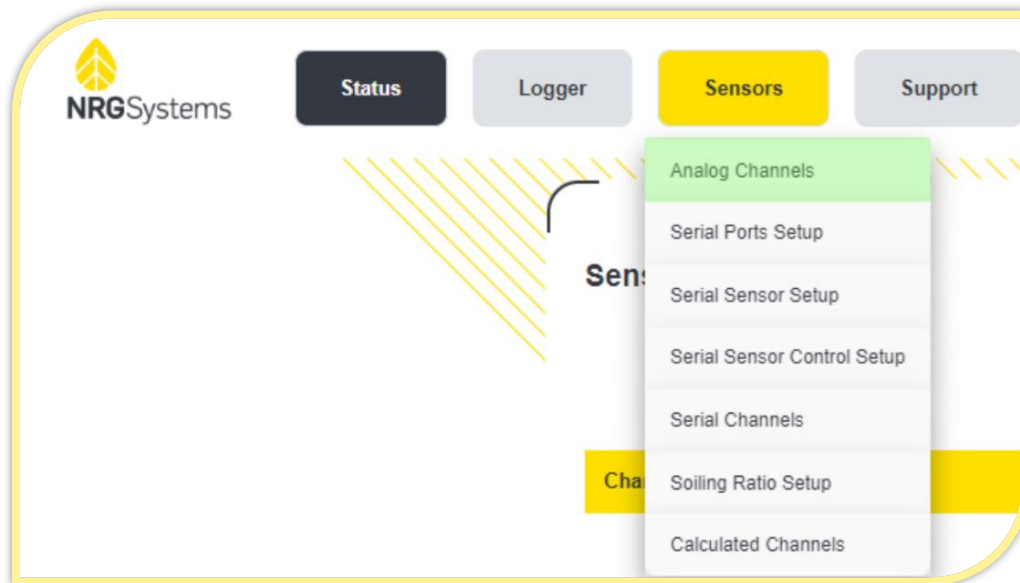 NRGSystems
Status Logger Sensors Support
Analog Channels
Serial Ports Setup
Serial Sensor Setup
Serial Sensor Control Setup
Serial Channels
Soiling Ratio Setup
Calculated Channels